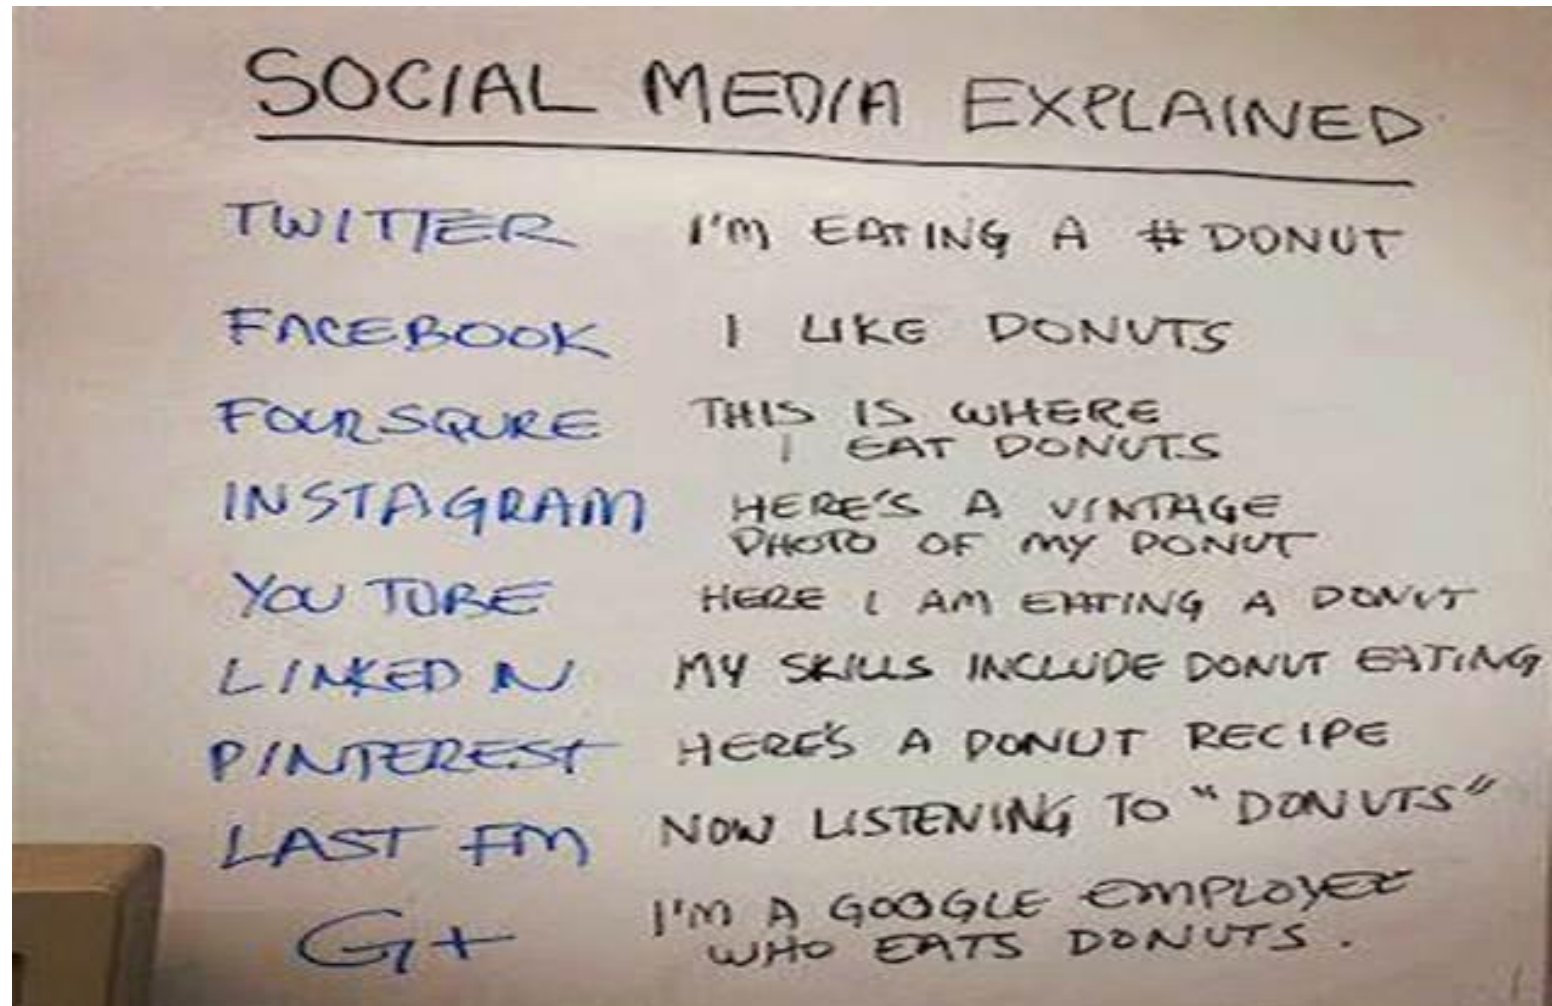 SOCIAL MEDIA EXPLAINED
TWITTER I'M EATING A #DONUT
FACEBOOK I LIKE DONUTS
FOURSQURE THIS IS WHERE
I EAT DONUTS
INSTAGRAM HERE'S A VINTAGE
PHOTO OF MY DONUT
YOU TUBE HERE I AM EATING A DONUT
LINKED IN MY SKILLS INCLUDE DONUT EATING
PINTEREST HERE'S A DONUT RECIPE
LAST FM NOW LISTENING TO "DONUTS"
G+ I'M A GOOGLE EMPLOYEE
WHO EATS DONUTS.